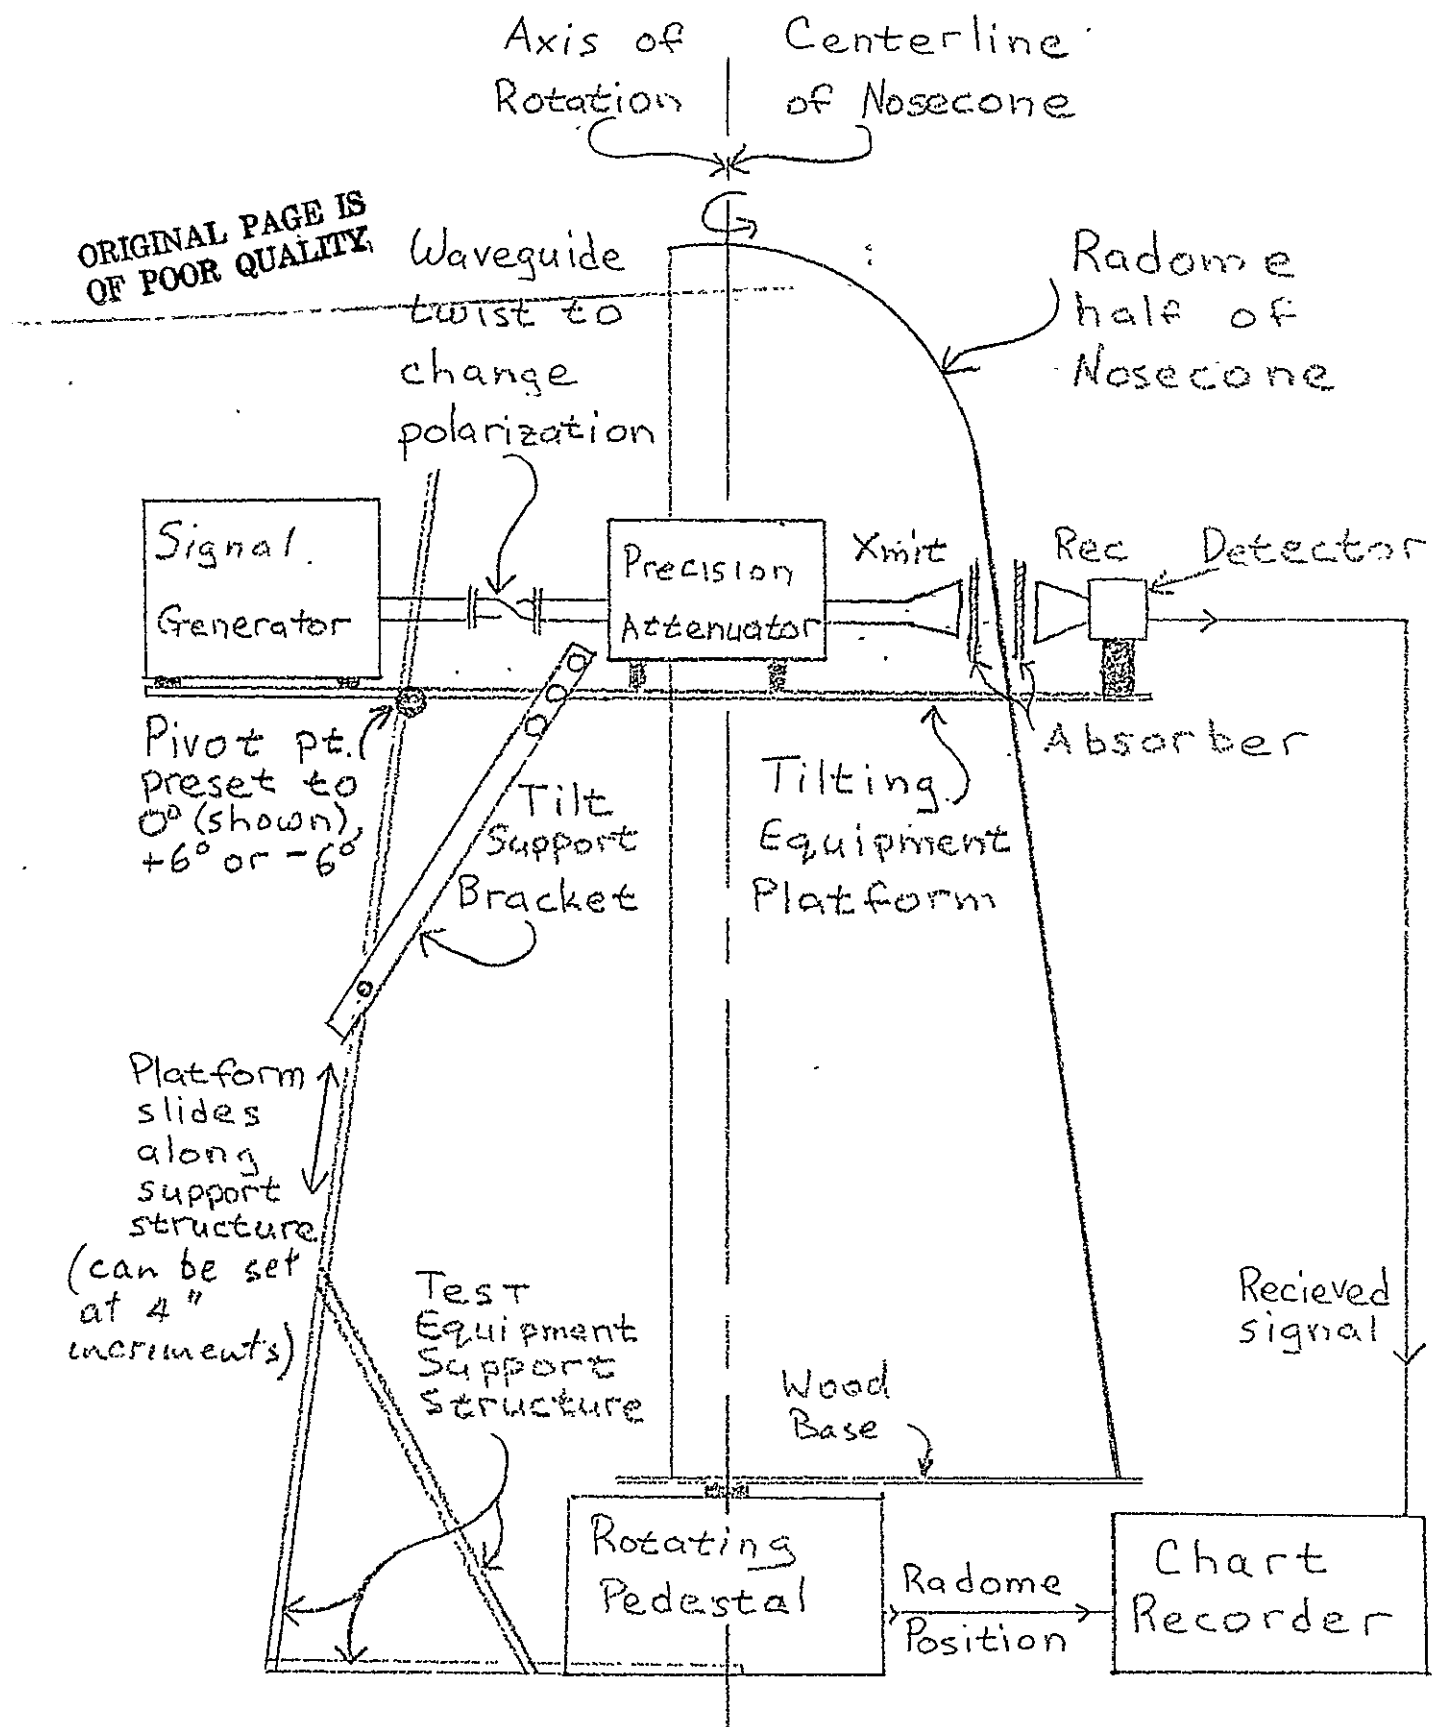 Axis of
Rotation
Centerline
of Nosecone
ORIGINAL PAGE IS
OF POOR QUALITY
Waveguide
twist to
change
polarization
Radome
half of
Nosecone
Signal
Generator
Precision
Attenuator
Xmit
Rec
Detector
Absorber
Pivot pt.
preset to
0° (shown),
+6° or -6°
Tilt
Support
Bracket
Tilting
Equipment
Platform
Platform
slides
along
support
structure
(can be set
at 4"
incriments)
Test
Equipment
Support
Structure
Wood
Base
Recieved
signal
Rotating
Pedestal
Radome
Position
Chart
Recorder